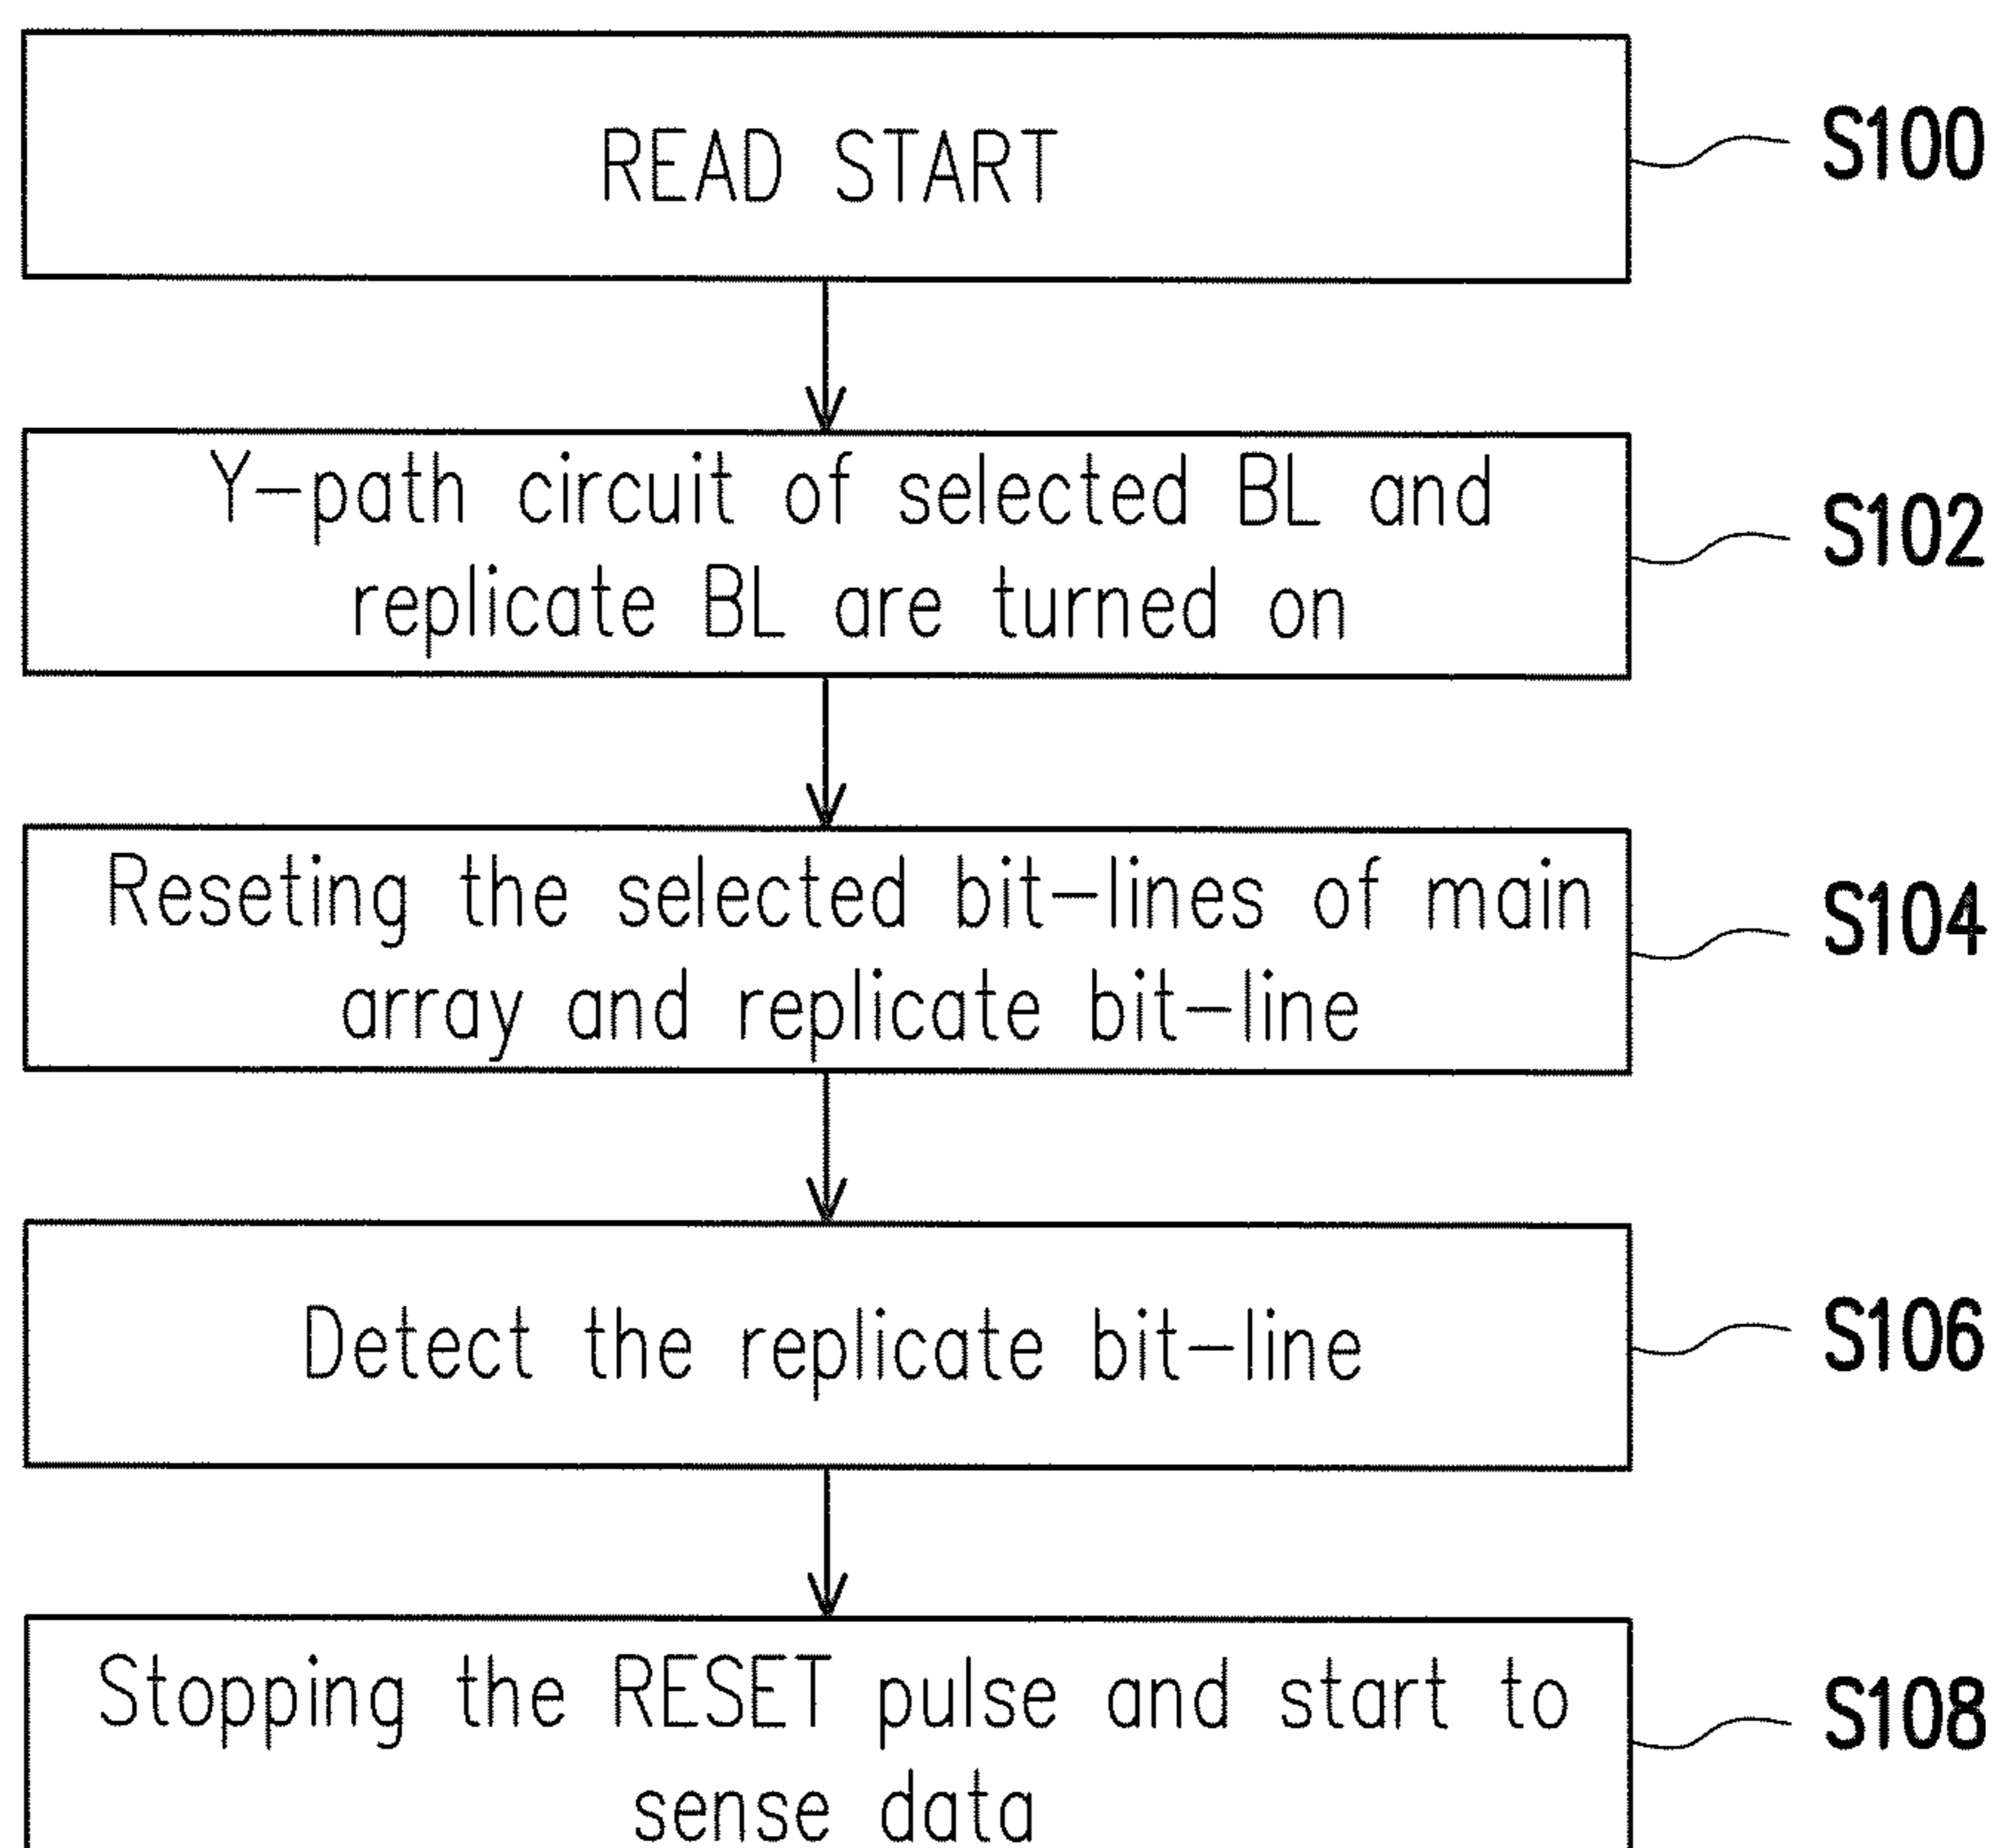 READ START
S100
Y-path circuit of selected BL and
replicate BL are turned on
S102
Reseting the selected bit-lines of main
array and replicate bit-line
S104
Detect the replicate bit-line
S106
Stopping the RESET pulse and start to
sense data
S108